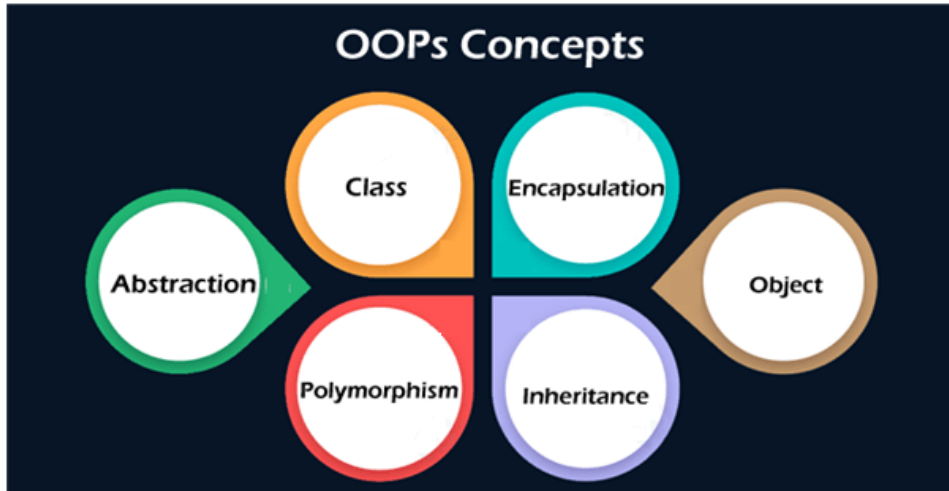 OOPs Concepts
Class
Encapsulation
Abstraction
Object
Polymorphism
Inheritance